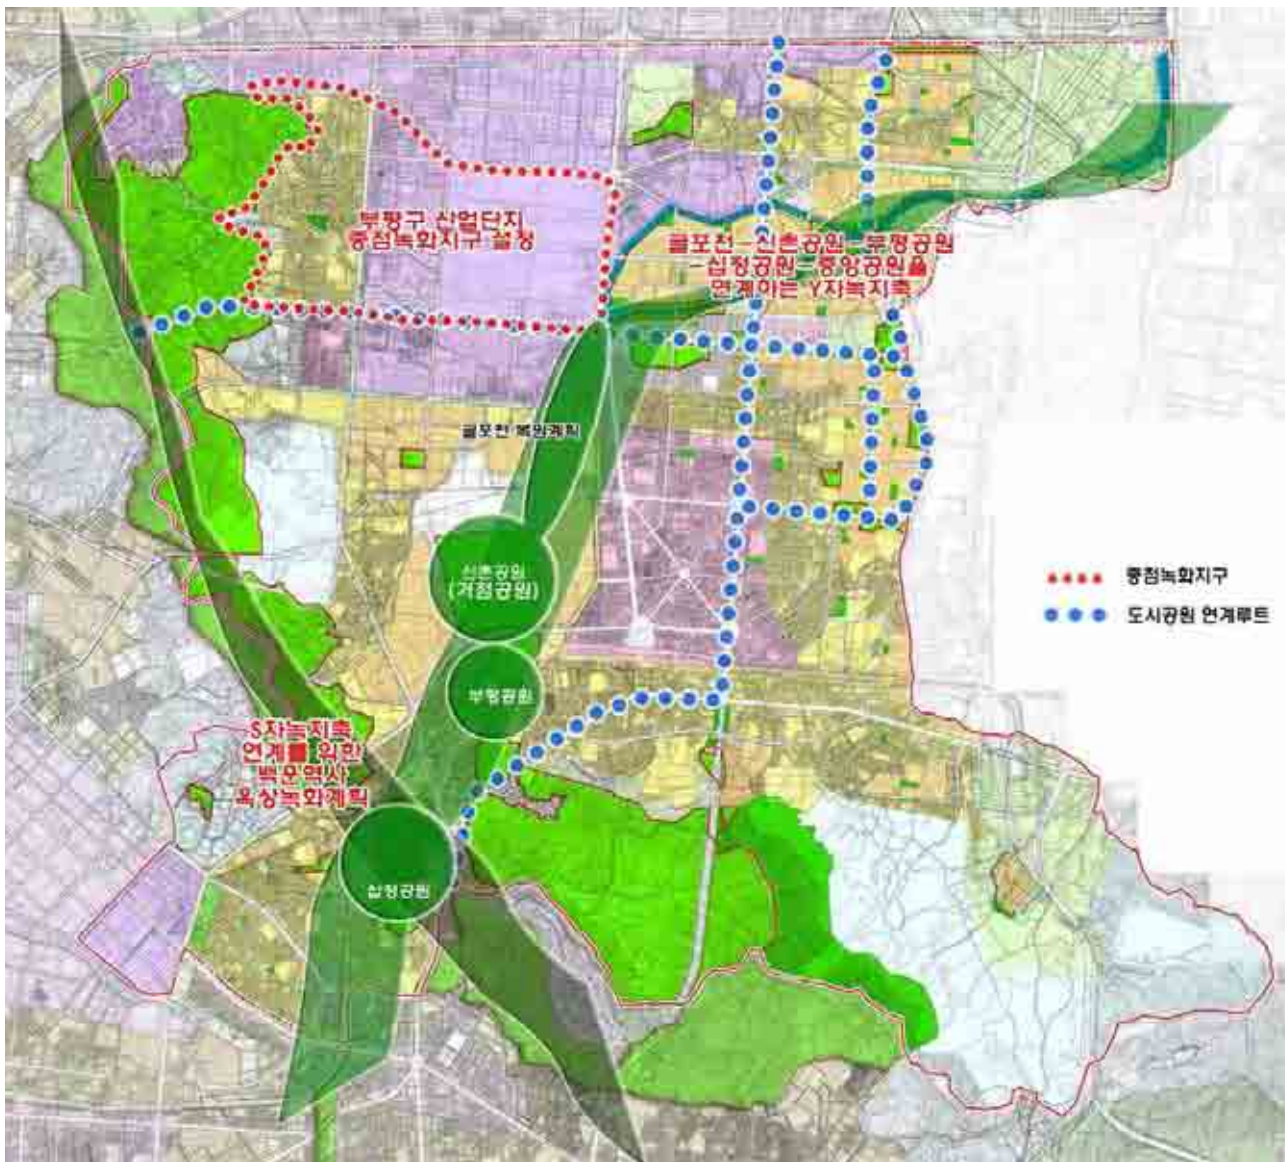 부평구 산업단지
중점녹화지구 설정
굴포천-신촌공원-부평공원
-십정공원-중앙공원을
연계하는 Y자녹지축
굴포천 복원계획
신촌공원
(거점공원)
부평공원
S자녹지축
연계를 위한
백운역사
옥상녹화계획
십정공원
중점녹화지구
도시공원 연계루트